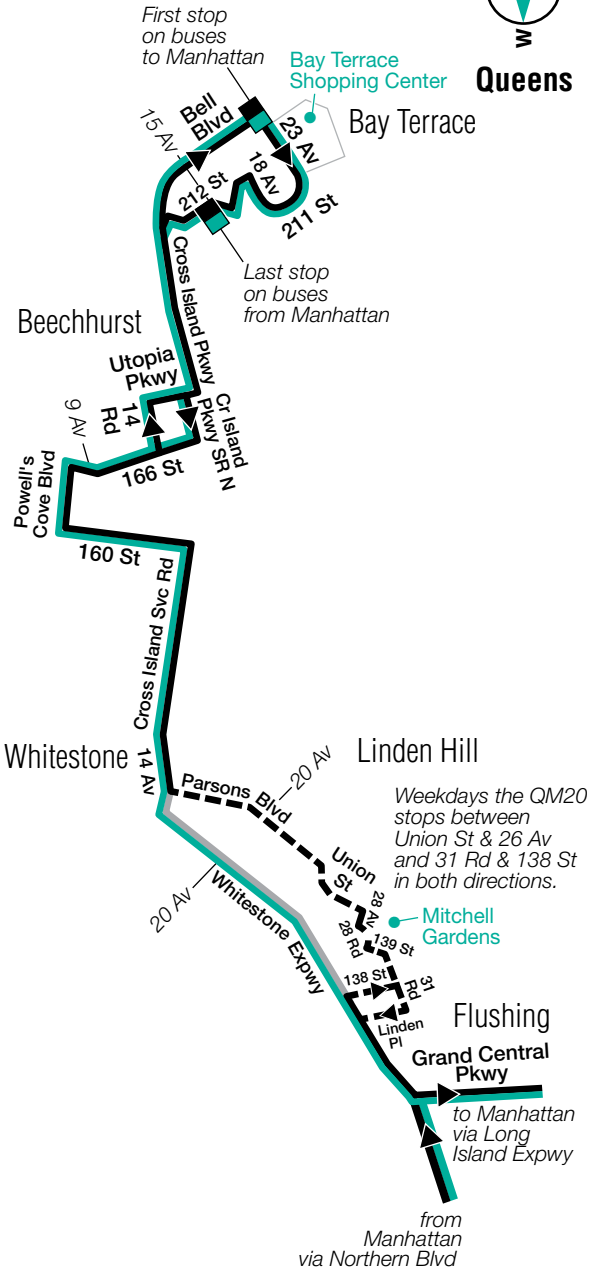 First stop
on buses
to Manhattan
W
Queens
Bay Terrace
Shopping Center
Bell
Blvd
15 Av
23 Av
Bay Terrace
18 Av
212 St
211 St
Cross Island Pkwy
Last stop
on buses
from Manhattan
Beechhurst
Utopia
Pkwy
14
Rd
Cr Island
Pkwy SR N
9 Av
166 St
Powell's
Cove Blvd
160 St
Cross Island Svc Rd
Whitestone
14 Av
Linden Hill
Parsons Blvd
20 Av
Weekdays the QM20
stops between
Union St & 26 Av
and 31 Rd & 138 St
in both directions.
Union
St
28 Av
Mitchell
Gardens
20 Av
Whitestone Expwy
28 Rd
139 St
138 St
31
Rd
Linden
Pl
Flushing
Grand Central
Pkwy
to Manhattan
via Long
Island Expwy
from
Manhattan
via Northern Blvd